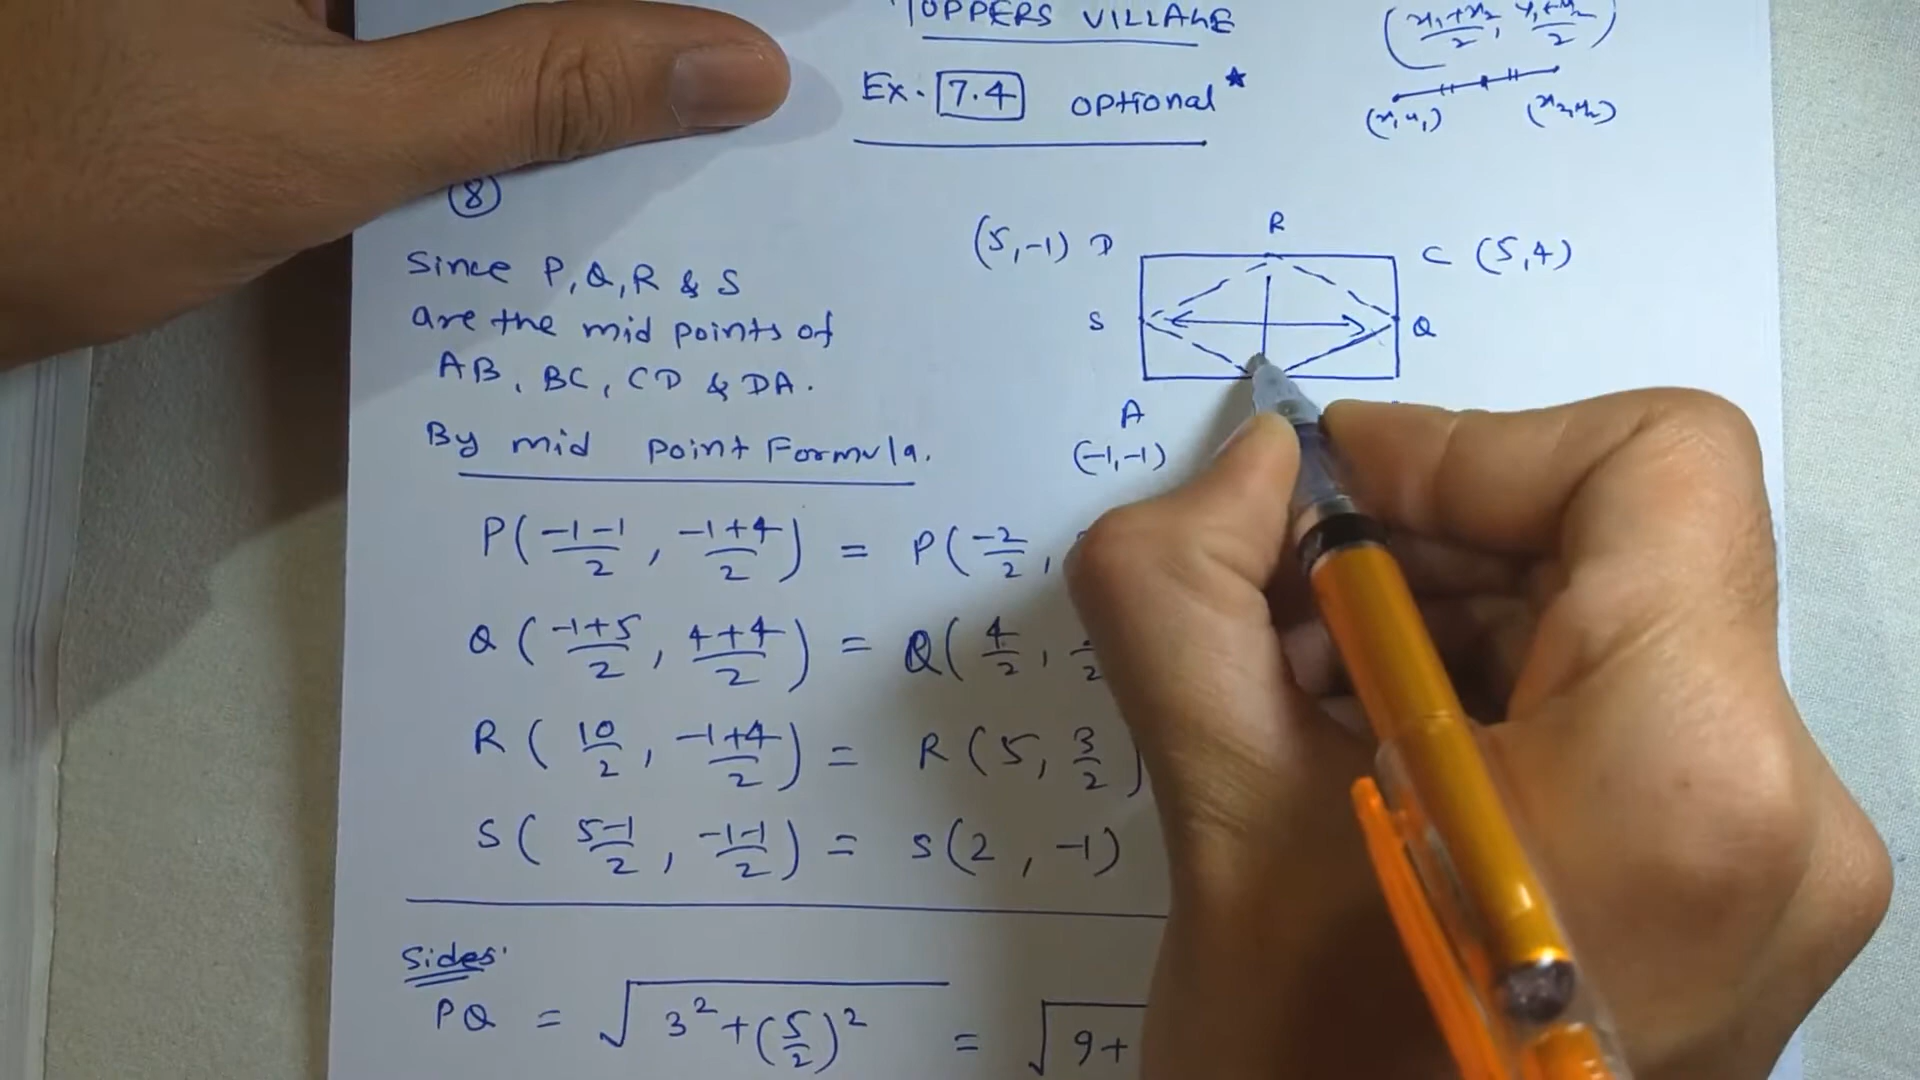 TOPPERS VILLAGE
Ex. 7.4 optional*
(x₁+x₂/2, y₁+y₂/2)
(x₁,y₁) (x₂,y₂)
8
Since P, Q, R & S
are the mid points of
AB, BC, CD & DA.
By mid point Formula.
(5,-1) D R C (5,4)
S Q
A
(-1,-1)
P(-1-1/2, -1+4/2) = P(-2/2,
Q(-1+5/2, 4+4/2) = Q(4/2,
R(10/2, -1+4/2) = R(5, 3/2)
S(5-1/2, -1-1/2) = S(2, -1)
Sides:
PQ = √3²+(5/2)² = √9+